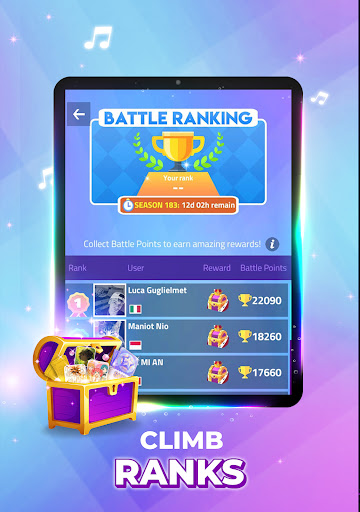 BATTLE RANKING
Your rank
--
SEASON 183: 12d 02h remain
Collect Battle Points to earn amazing rewards!
Rank User Reward Battle Points
1 Luca Guglielmet 22090
Maniot Nio 18260
MI AN 17660
CLIMB
RANKS